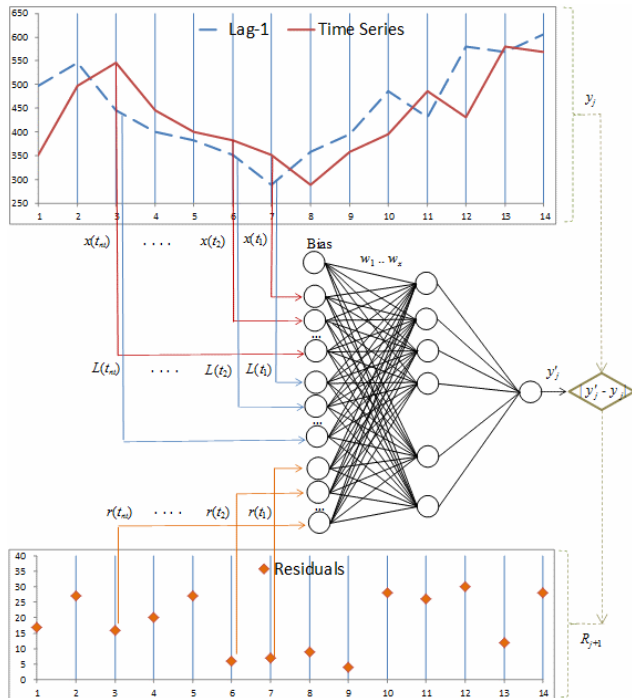 650
600
550
500
450
400
350
300
250
Lag-1 Time Series
1 2 3 4 5 6 7 8 9 10 11 12 13 14
y_j
x(t_nt) . . . . x(t_2) x(t_1)
Bias
w_1 .. w_x
...
L(t_nt) . . . . L(t_2) L(t_1)
y'_j
y'_j - y_j
...
r(t_nt) . . . . r(t_2) r(t_1)
...
40
35
30
25
20
15
10
5
0
Residuals
R_j+1
1 2 3 4 5 6 7 8 9 10 11 12 13 14